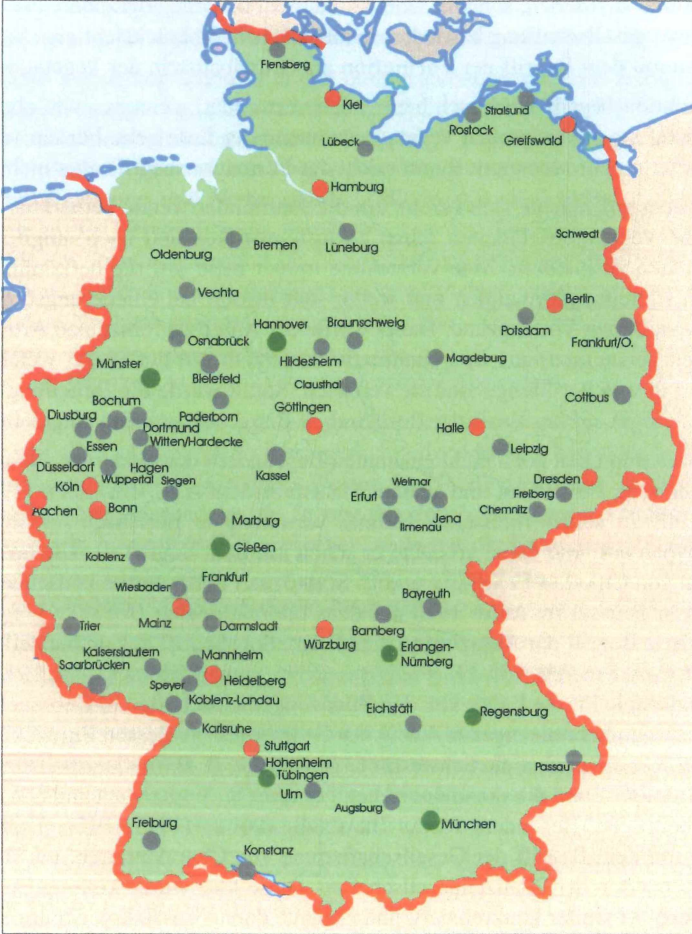 Flensberg
Kiel
Stralsund
Rostock
Greifswald
Lübeck
Hamburg
Schwedt
Oldenburg
Bremen
Lüneburg
Vechta
Berlin
Hannover
Braunschweig
Potsdam
Frankfurt/O.
Osnabrück
Hildesheim
Magdeburg
Münster
Bielefeld
Clausthal
Cottbus
Bochum
Paderborn
Göttingen
Diusburg
Dortmund
Halle
Essen
Witten/Hardecke
Leipzig
Düsseldorf
Hagen
Kassel
Wuppertal
Siegen
Weimar
Dresden
Köln
Erfurt
Freiberg
Aachen
Bonn
Jena
Chemnitz
Marburg
Ilmenau
Gießen
Koblenz
Wiesbaden
Frankfurt
Bayreuth
Mainz
Darmstadt
Trier
Würzburg
Bamberg
Kaiserslautern
Mannheim
Erlangen-
Nürnberg
Saarbrücken
Speyer
Heidelberg
Koblenz-Landau
Eichstätt
Regensburg
Karlsruhe
Stuttgart
Hohenheim
Passau
Tübingen
Ulm
Augsburg
Freiburg
München
Konstanz